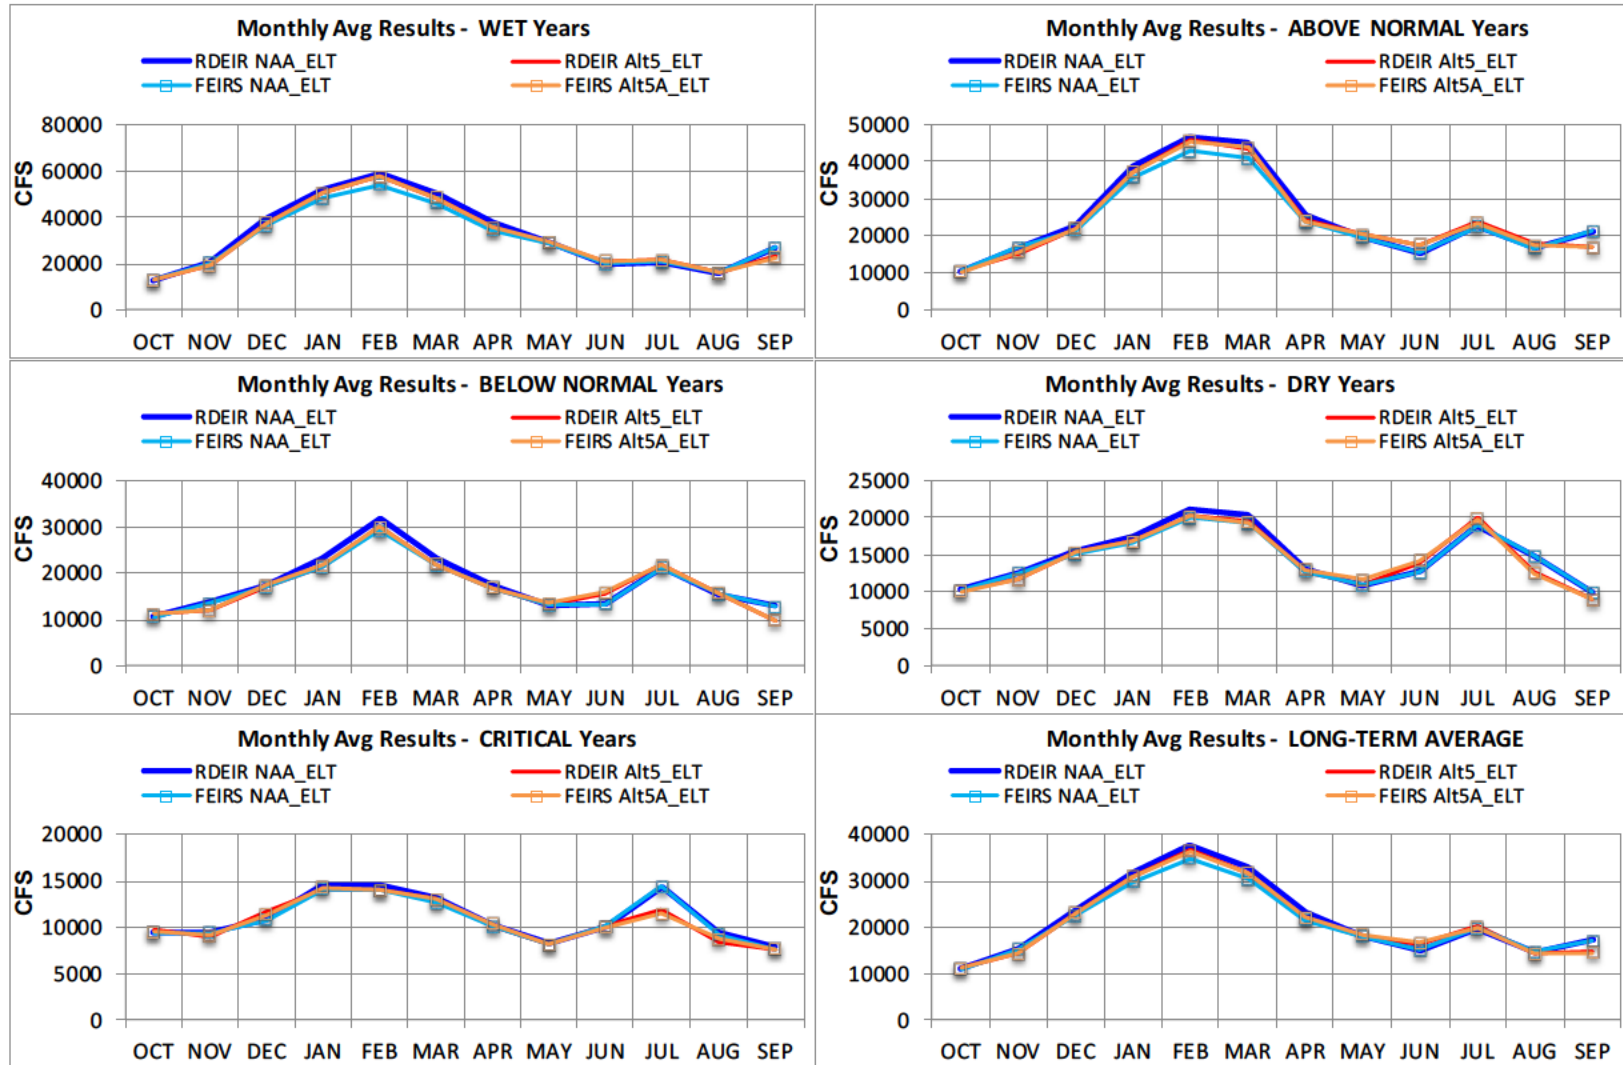 Monthly Avg Results - WET Years
RDEIR NAA_ELT RDEIR Alt5_ELT
FEIRS NAA_ELT FEIRS Alt5A_ELT
CFS
80000
60000
40000
20000
0
OCT NOV DEC JAN FEB MAR APR MAY JUN JUL AUG SEP
Monthly Avg Results - ABOVE NORMAL Years
RDEIR NAA_ELT RDEIR Alt5_ELT
FEIRS NAA_ELT FEIRS Alt5A_ELT
CFS
50000
40000
30000
20000
10000
0
OCT NOV DEC JAN FEB MAR APR MAY JUN JUL AUG SEP
Monthly Avg Results - BELOW NORMAL Years
RDEIR NAA_ELT RDEIR Alt5_ELT
FEIRS NAA_ELT FEIRS Alt5A_ELT
CFS
40000
30000
20000
10000
0
OCT NOV DEC JAN FEB MAR APR MAY JUN JUL AUG SEP
Monthly Avg Results - DRY Years
RDEIR NAA_ELT RDEIR Alt5_ELT
FEIRS NAA_ELT FEIRS Alt5A_ELT
CFS
25000
20000
15000
10000
5000
0
OCT NOV DEC JAN FEB MAR APR MAY JUN JUL AUG SEP
Monthly Avg Results - CRITICAL Years
RDEIR NAA_ELT RDEIR Alt5_ELT
FEIRS NAA_ELT FEIRS Alt5A_ELT
CFS
20000
15000
10000
5000
0
OCT NOV DEC JAN FEB MAR APR MAY JUN JUL AUG SEP
Monthly Avg Results - LONG-TERM AVERAGE
RDEIR NAA_ELT RDEIR Alt5_ELT
FEIRS NAA_ELT FEIRS Alt5A_ELT
CFS
40000
30000
20000
10000
0
OCT NOV DEC JAN FEB MAR APR MAY JUN JUL AUG SEP